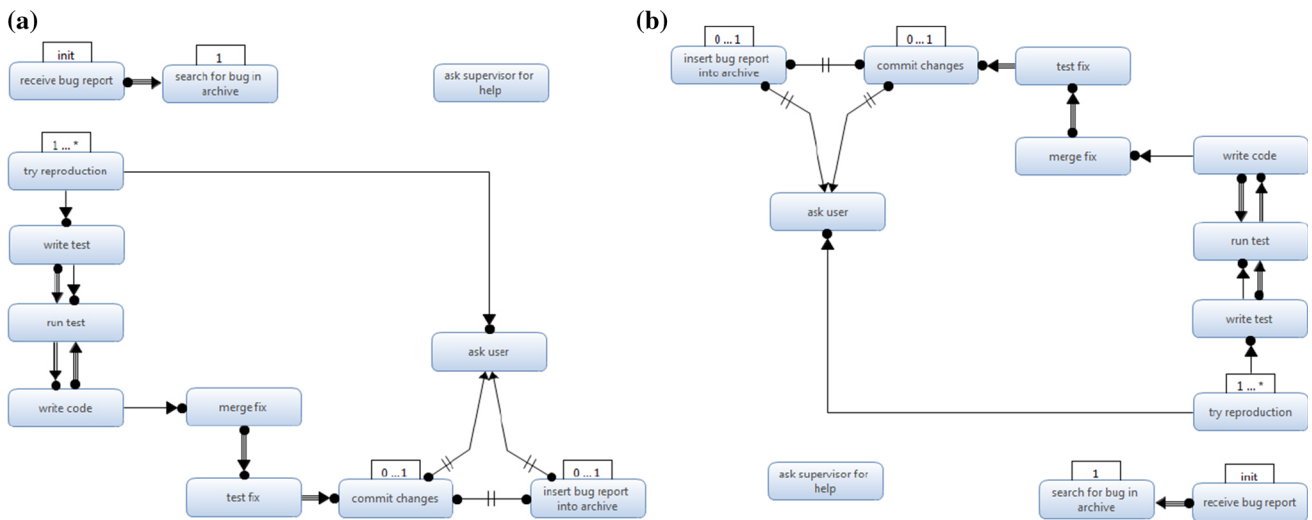 (a)
init
receive bug report
1
search for bug in
archive
ask supervisor for
help
1 ... *
try reproduction
write test
run test
write code
ask user
merge fix
test fix
0 ... 1
commit changes
0 ... 1
insert bug report
into archive
(b)
0 ... 1
insert bug report
into archive
0 ... 1
commit changes
test fix
merge fix
write code
ask user
run test
write test
1 ... *
try reproduction
ask supervisor for
help
1
search for bug in
archive
init
receive bug report